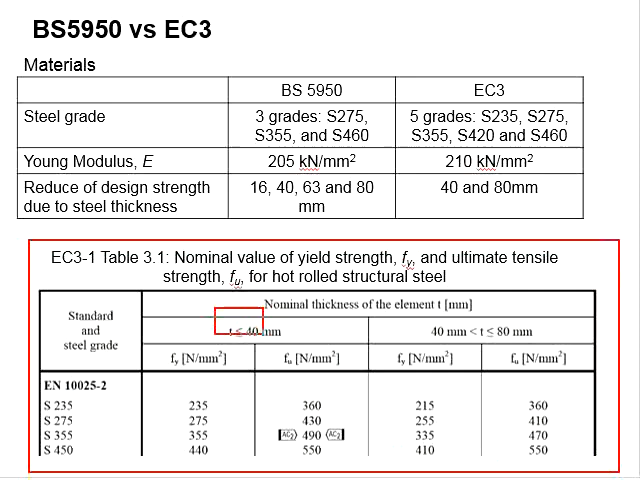 BS5950 vs EC3
Materials
BS 5950 EC3
Steel grade 3 grades: S275, 5 grades: S235, S275,
S355, and S460 S355, S420 and S460
Young Modulus, E 205 kN/mm² 210 kN/mm²
Reduce of design strength 16, 40, 63 and 80 40 and 80mm
due to steel thickness mm
EC3-1 Table 3.1: Nominal value of yield strength, fy, and ultimate tensile
strength, fu, for hot rolled structural steel
Standard
and
steel grade
Nominal thickness of the element t [mm]
t ≤ 40 mm 40 mm < t ≤ 80 mm
fy [N/mm²] fu [N/mm²] fy [N/mm²] fu [N/mm²]
EN 10025-2
S 235 235 360 215 360
S 275 275 430 255 410
S 355 355 AC2⟩ 490 ⟨AC2 335 470
S 450 440 550 410 550